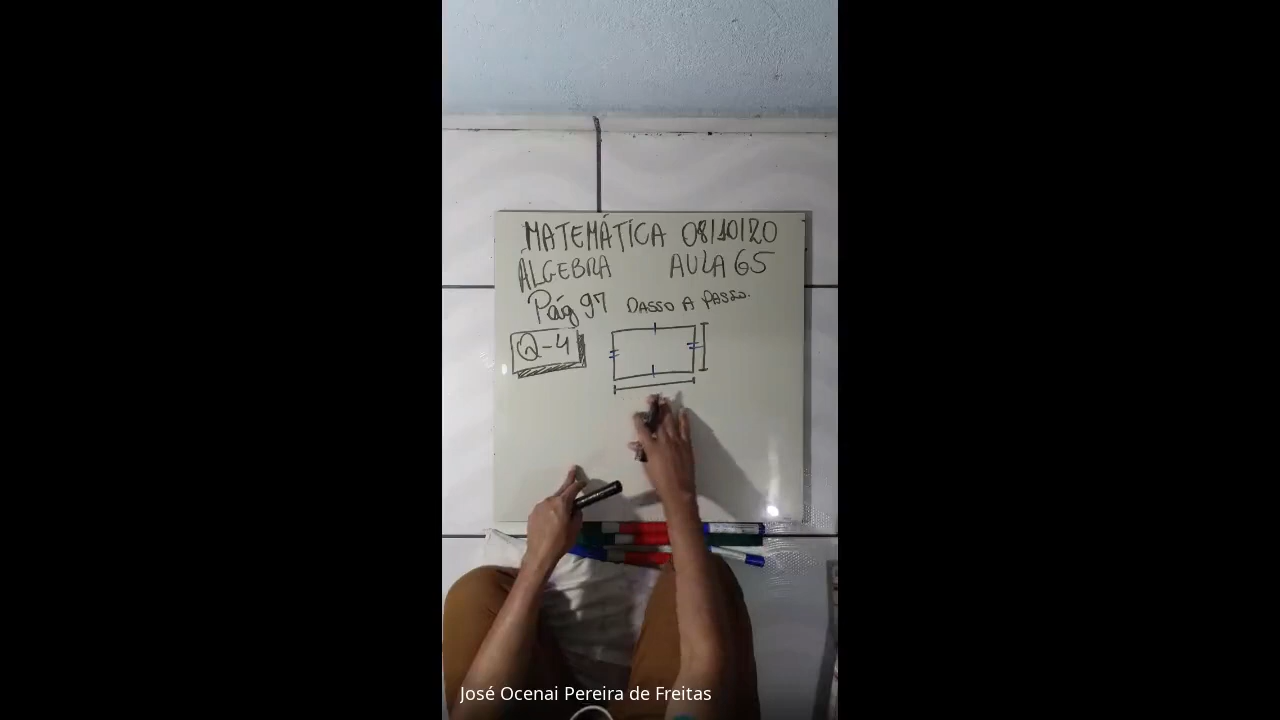 MATEMÁTICA 08/10/20
ÁLGEBRA AULA 65
Pág 97 PASSO A PASSO.
Q-4
José Ocenai Pereira de Freitas